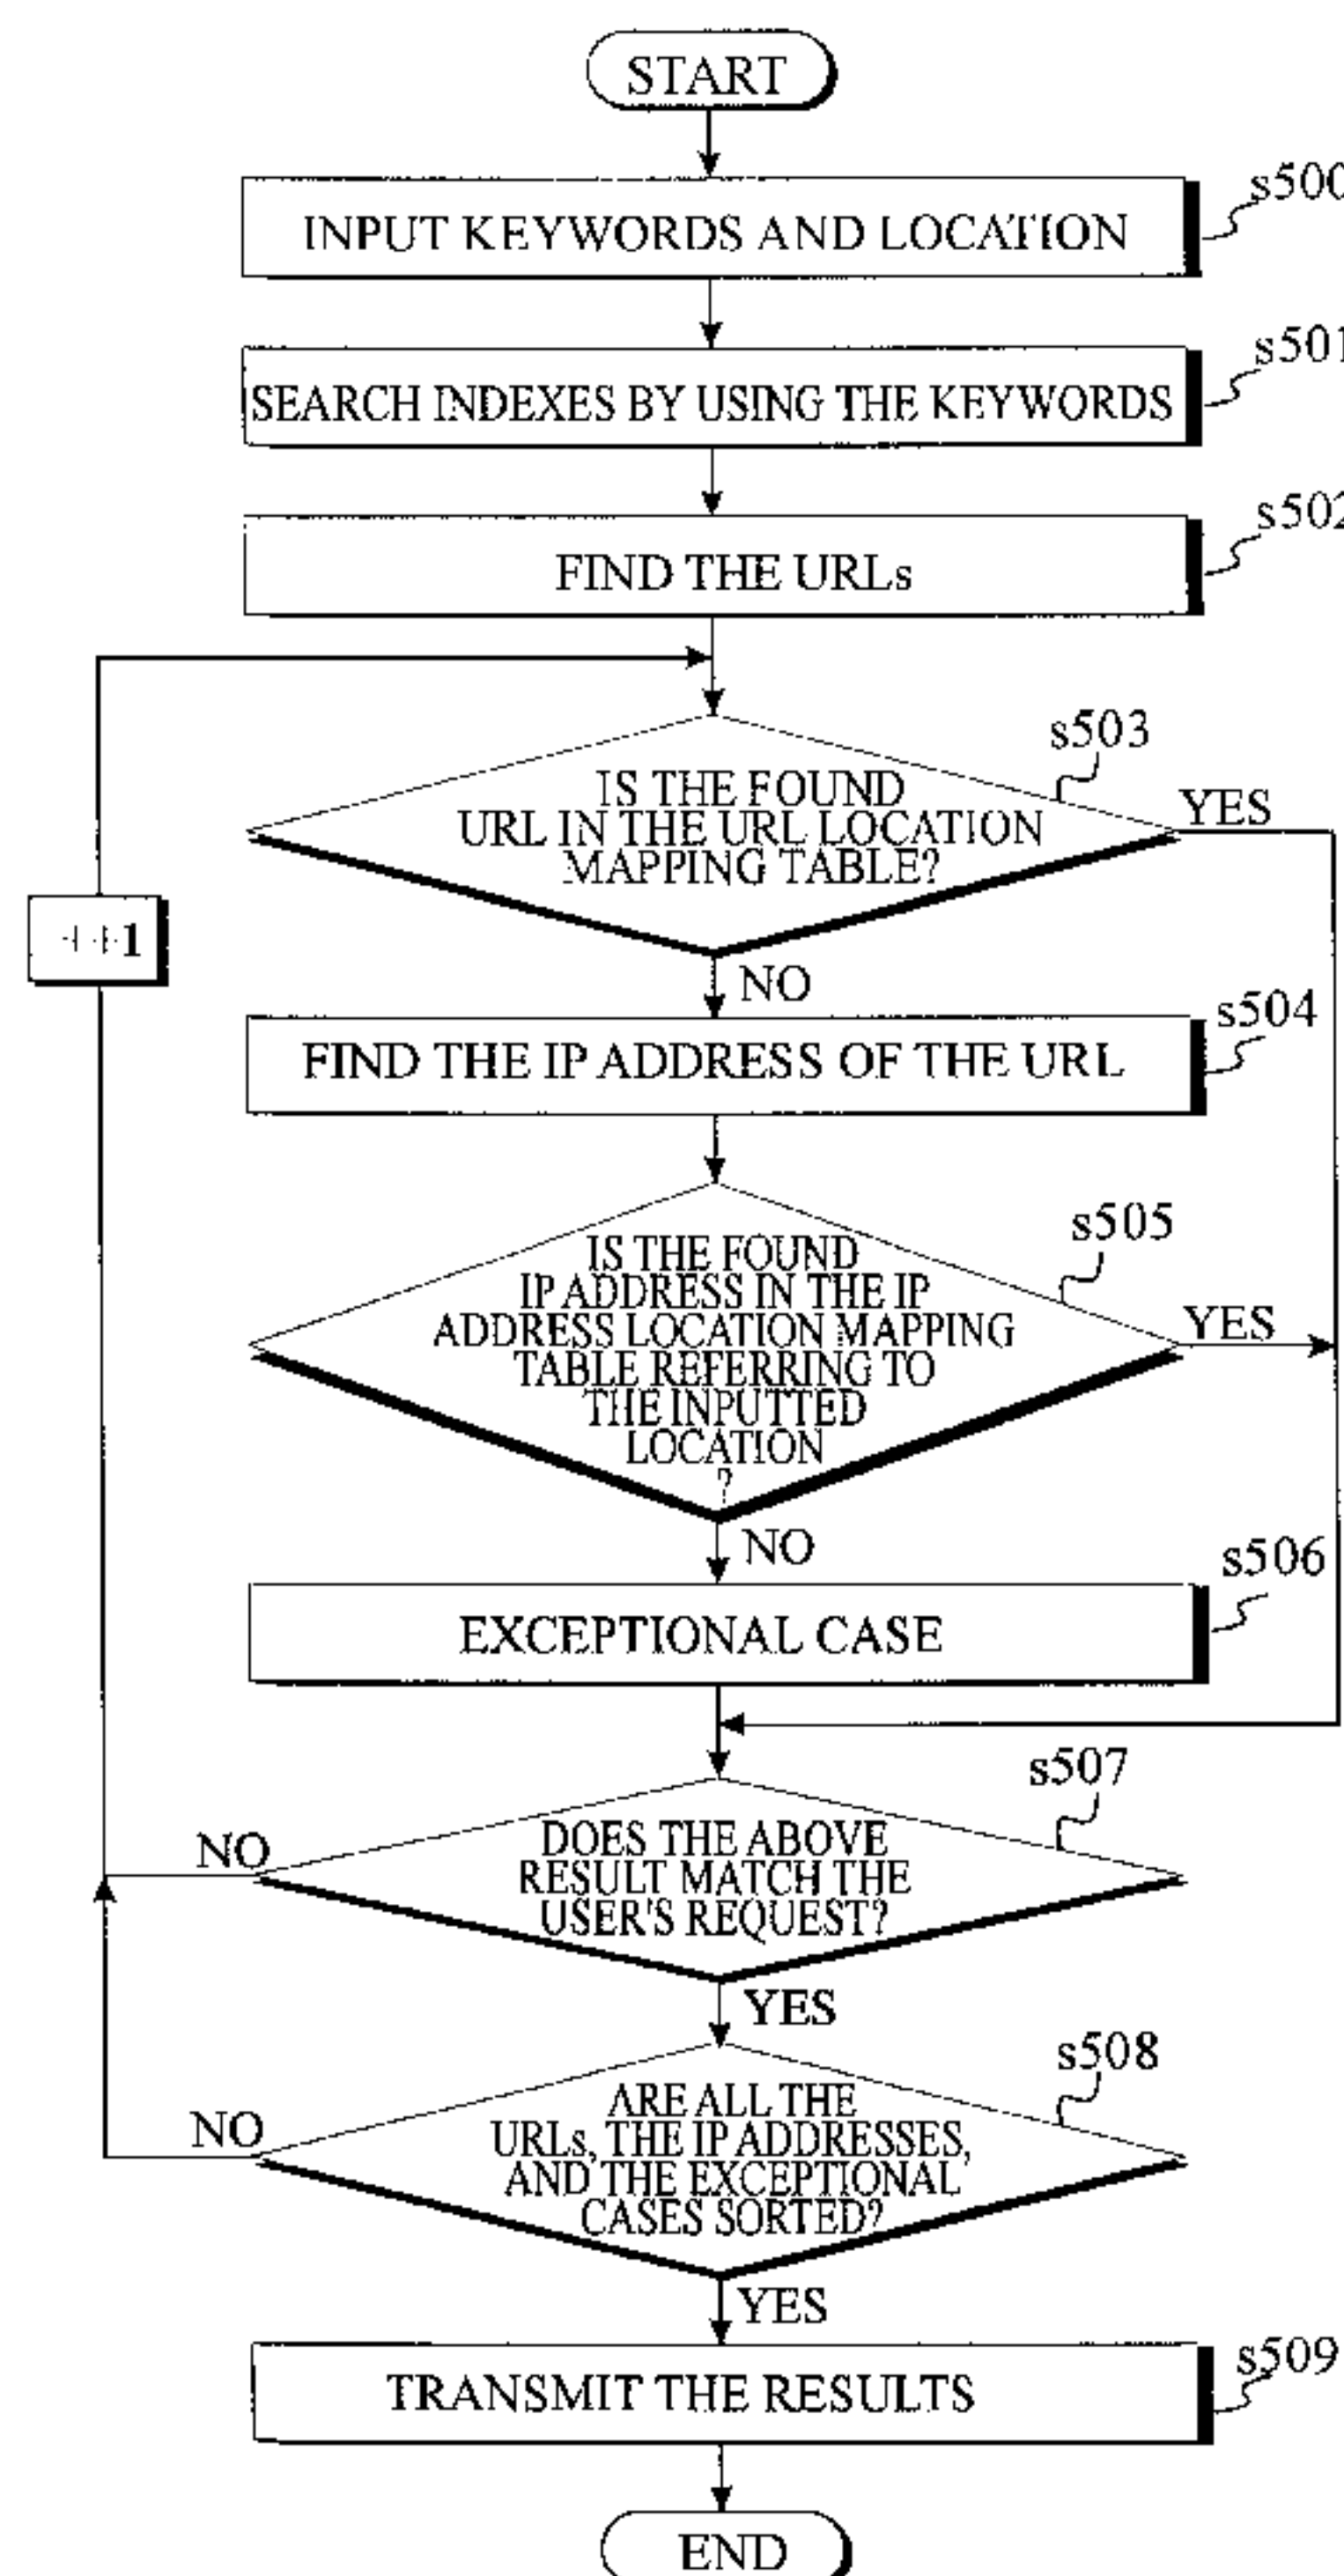 START
s500
INPUT KEYWORDS AND LOCATION
s501
SEARCH INDEXES BY USING THE KEYWORDS
s502
FIND THE URLs
s503
IS THE FOUND
URL IN THE URL LOCATION
MAPPING TABLE?
YES
++1
NO
s504
FIND THE IP ADDRESS OF THE URL
s505
IS THE FOUND
IP ADDRESS IN THE IP
ADDRESS LOCATION MAPPING
TABLE REFERRING TO
THE INPUTTED
LOCATION
?
YES
NO
s506
EXCEPTIONAL CASE
s507
DOES THE ABOVE
RESULT MATCH THE
USER'S REQUEST?
NO
YES
s508
ARE ALL THE
URLs, THE IP ADDRESSES,
AND THE EXCEPTIONAL
CASES SORTED?
NO
YES
s509
TRANSMIT THE RESULTS
END